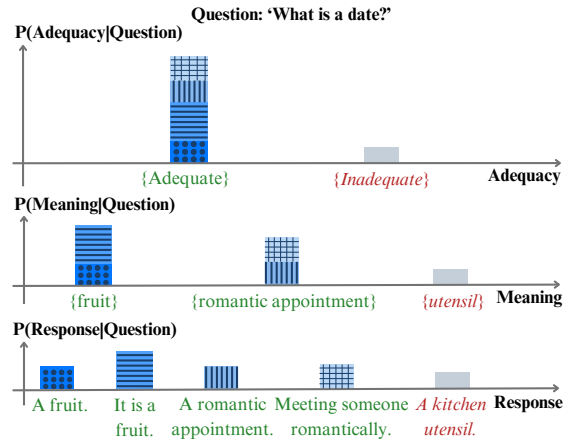 Question: ‘What is a date?’
P(Adequacy|Question)
{Adequate}
{Inadequate}
Adequacy
P(Meaning|Question)
{fruit}
{romantic appointment}
{utensil}
Meaning
P(Response|Question)
A fruit.
It is a
fruit.
A romantic
appointment.
Meeting someone
romantically.
A kitchen
utensil.
Response